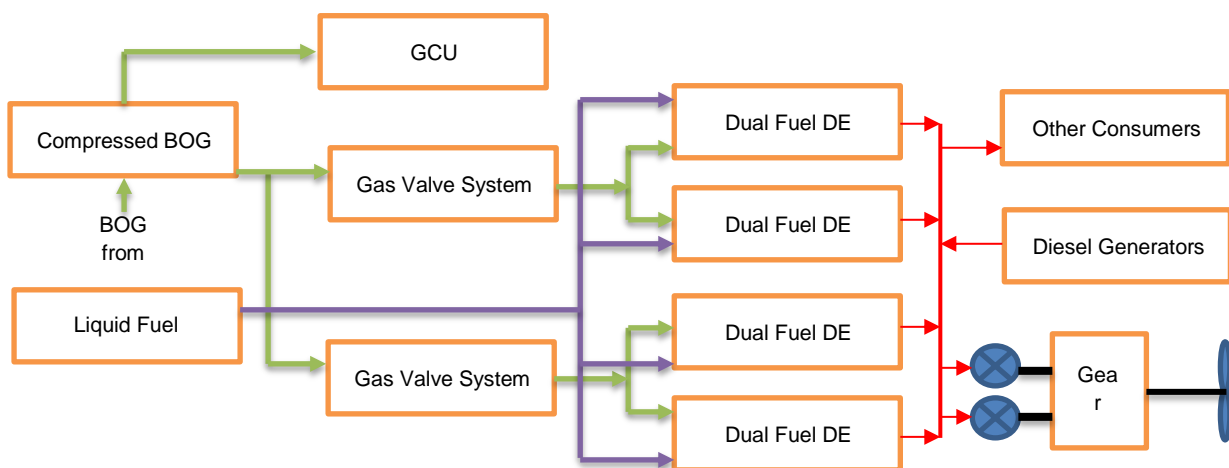 GCU
Compressed BOG
BOG
from
Liquid Fuel
Gas Valve System
Gas Valve System
Dual Fuel DE
Dual Fuel DE
Dual Fuel DE
Dual Fuel DE
Other Consumers
Diesel Generators
Gea
r